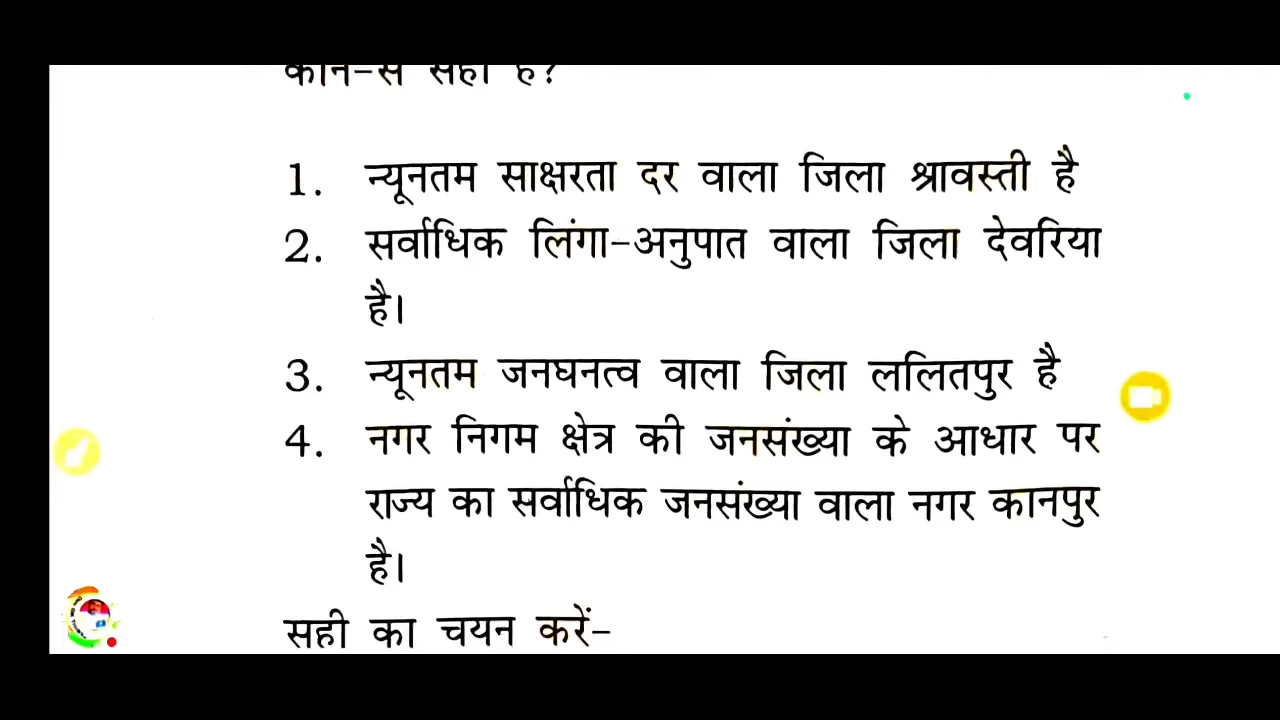 कौन-से सही है?
1. न्यूनतम साक्षरता दर वाला जिला श्रावस्ती है
2. सर्वाधिक लिंगा-अनुपात वाला जिला देवरिया
है।
3. न्यूनतम जनघनत्व वाला जिला ललितपुर है
4. नगर निगम क्षेत्र की जनसंख्या के आधार पर
राज्य का सर्वाधिक जनसंख्या वाला नगर कानपुर
है।
सही का चयन करें-